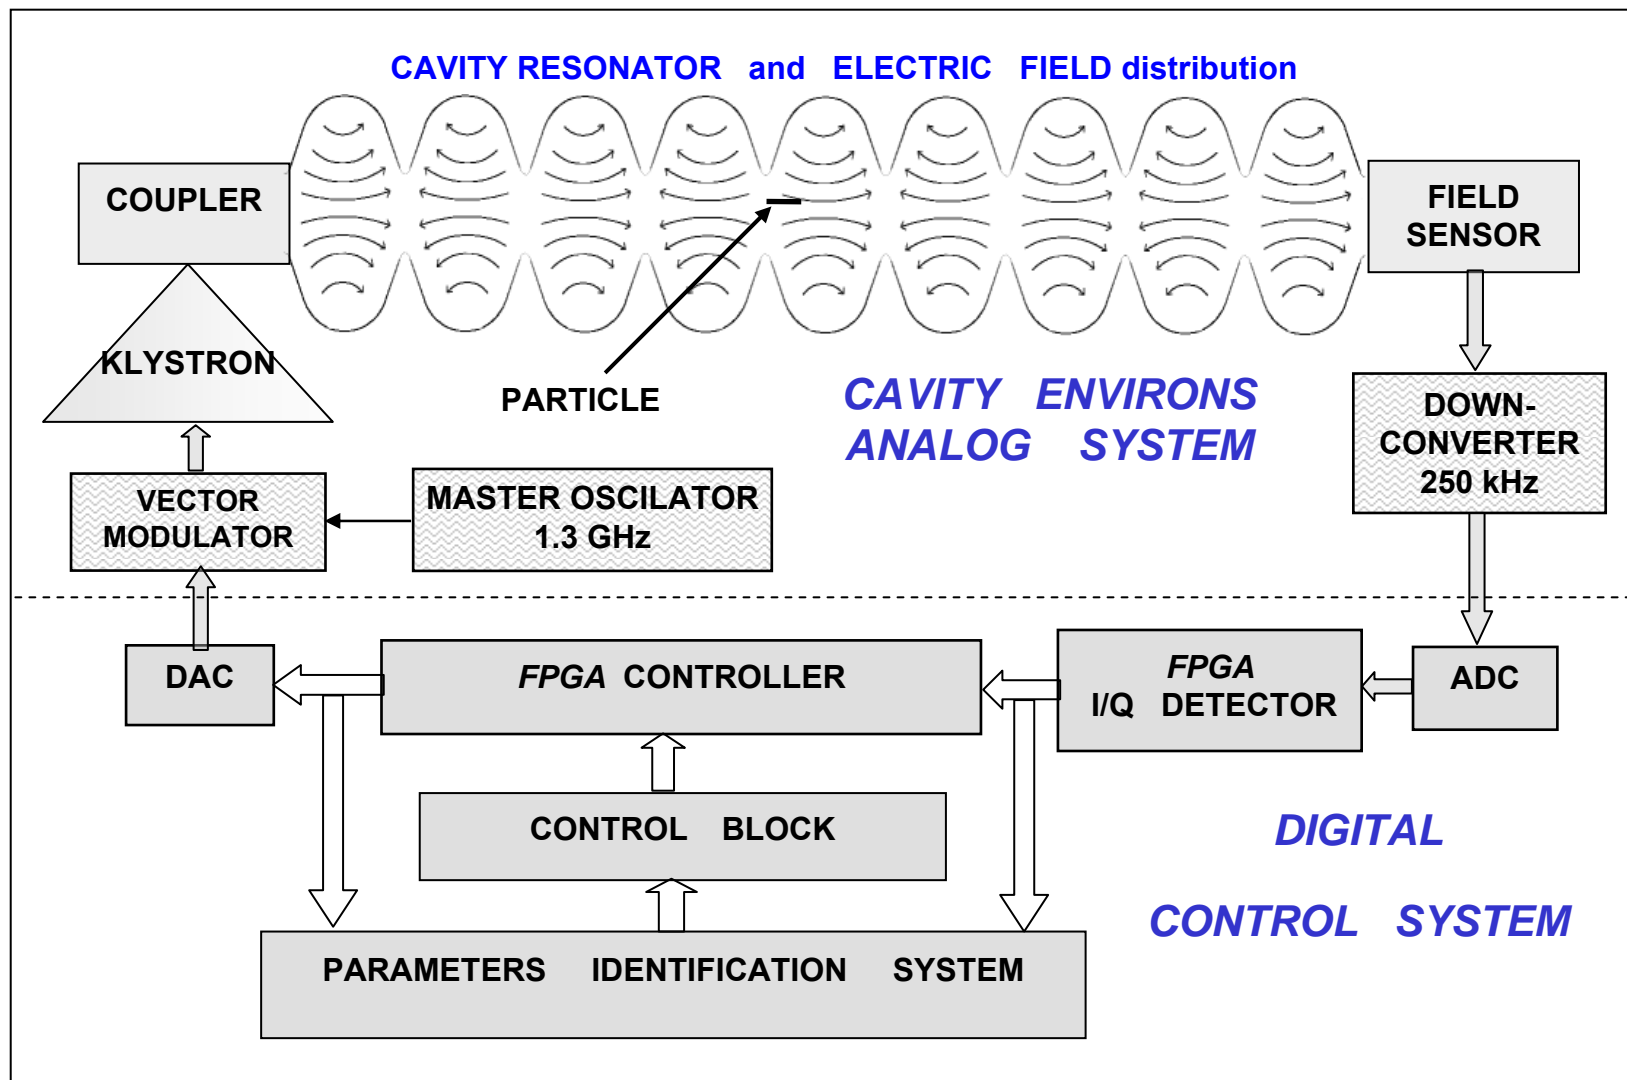 CAVITY RESONATOR and ELECTRIC FIELD distribution
COUPLER
FIELD
SENSOR
KLYSTRON
PARTICLE
CAVITY ENVIRONS
ANALOG SYSTEM
DOWN-
CONVERTER
250 kHz
VECTOR
MODULATOR
MASTER OSCILATOR
1.3 GHz
DAC
FPGA CONTROLLER
FPGA
I/Q DETECTOR
ADC
CONTROL BLOCK
DIGITAL
CONTROL SYSTEM
PARAMETERS IDENTIFICATION SYSTEM